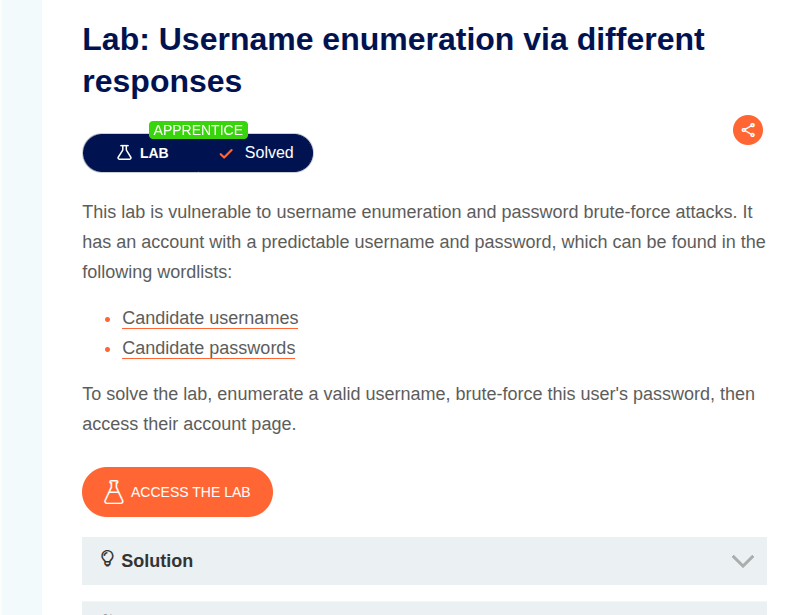 Lab: Username enumeration via different
responses
APPRENTICE
LAB Solved
This lab is vulnerable to username enumeration and password brute-force attacks. It
has an account with a predictable username and password, which can be found in the
following wordlists:
Candidate usernames
Candidate passwords
To solve the lab, enumerate a valid username, brute-force this user's password, then
access their account page.
ACCESS THE LAB
Solution